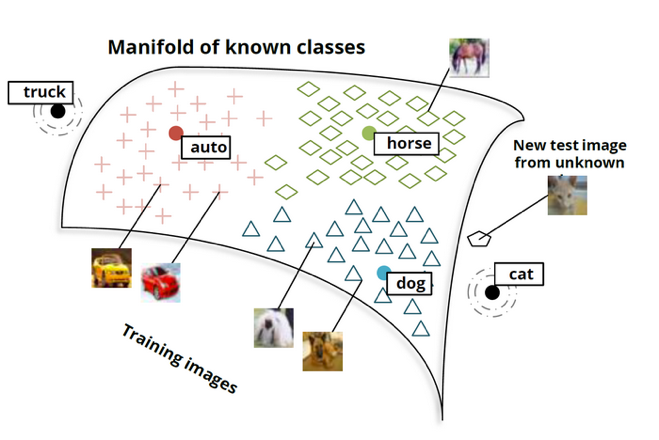 Manifold of known classes
truck
auto
horse
New test image
from unknown
cat
dog
Training images